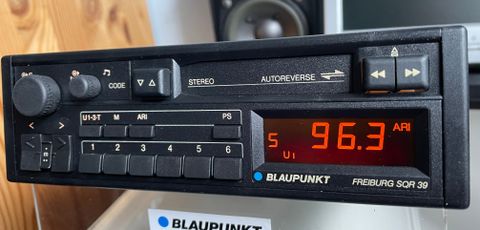 CODE
STEREO
AUTOREVERSE
U1-3-T M ARI PS
1 2 3 4 5 6
96.3 ARI
S
U1
BLAUPUNKT FREIBURG SQR 39
BLAUPUNKT